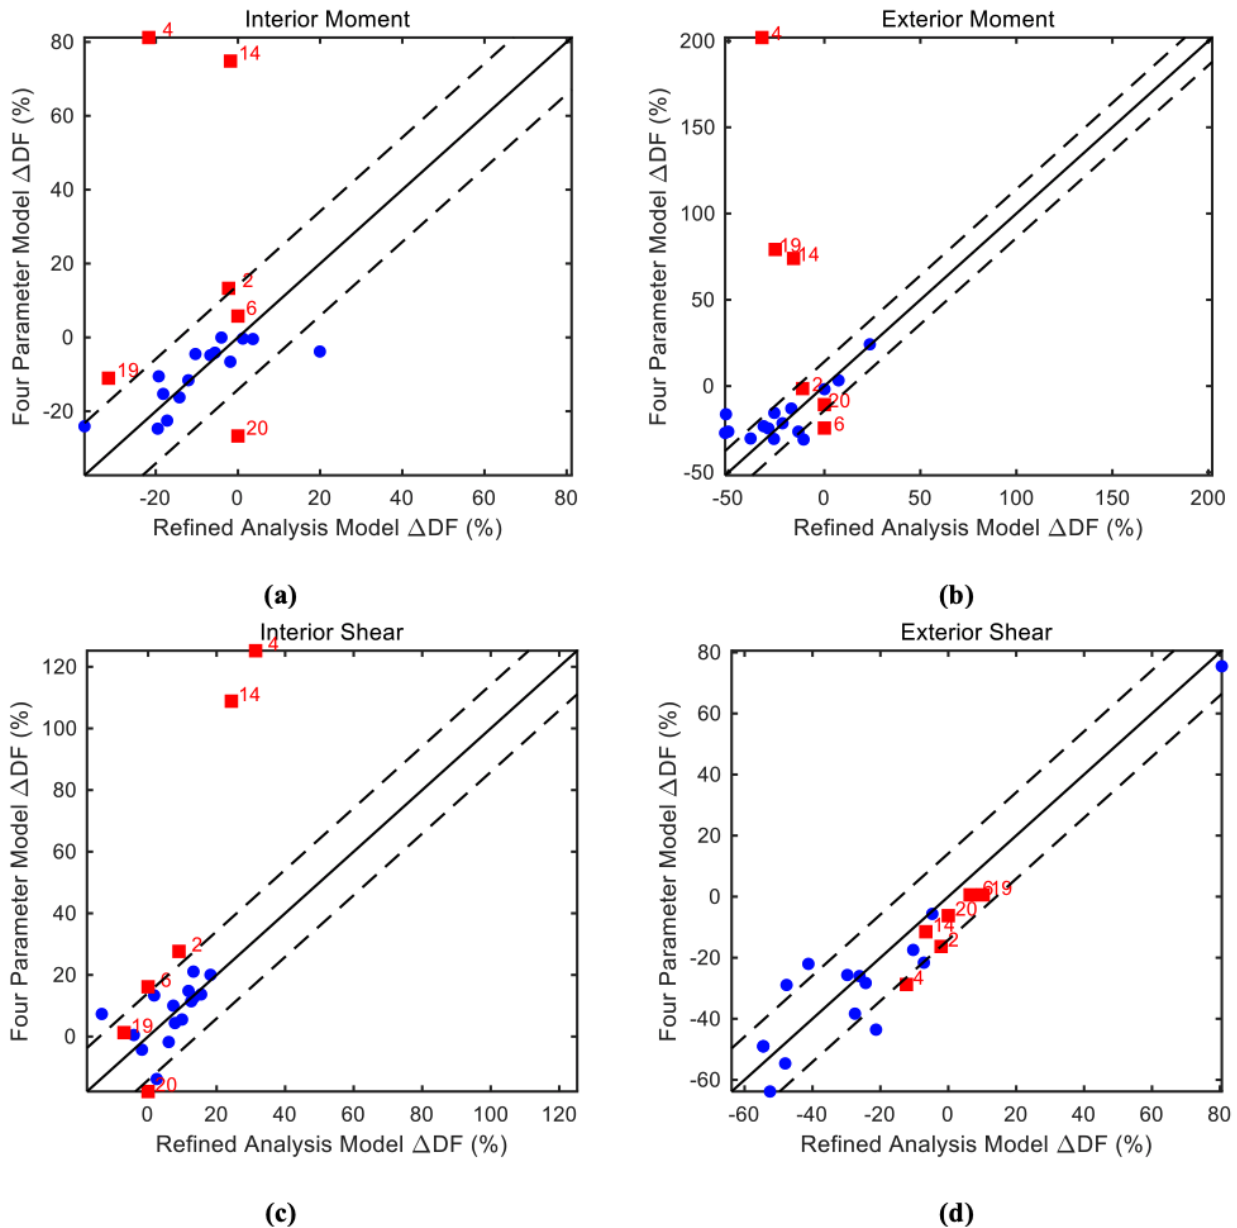 Interior Moment
Four Parameter Model ΔDF (%)
80
60
40
20
0
-20
4
14
2
6
19
20
-20 0 20 40 60 80
Refined Analysis Model ΔDF (%)
(a)
Exterior Moment
Four Parameter Model ΔDF (%)
200
150
100
50
0
-50
4
19
14
2
20
6
-50 0 50 100 150 200
Refined Analysis Model ΔDF (%)
(b)
Interior Shear
Four Parameter Model ΔDF (%)
120
100
80
60
40
20
0
4
14
2
6
19
20
0 20 40 60 80 100 120
Refined Analysis Model ΔDF (%)
(c)
Exterior Shear
Four Parameter Model ΔDF (%)
80
60
40
20
0
-20
-40
-60
6
19
20
14
2
4
-60 -40 -20 0 20 40 60 80
Refined Analysis Model ΔDF (%)
(d)